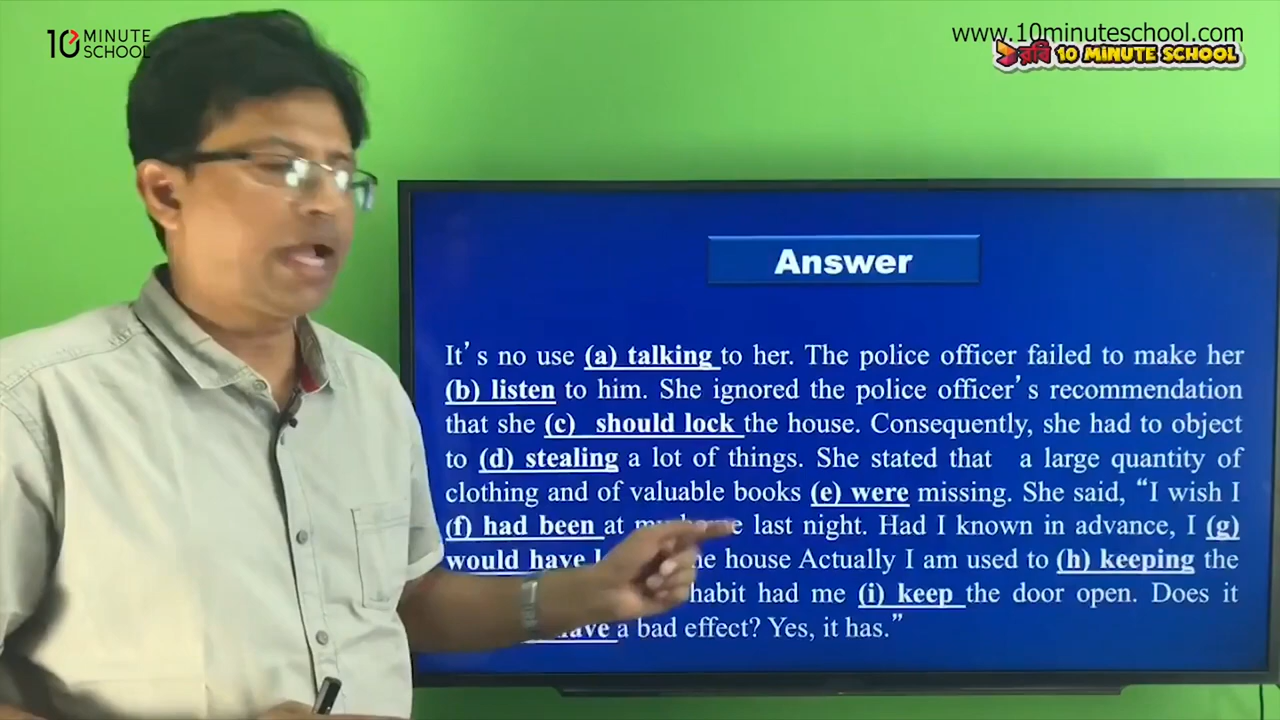 10 MINUTE SCHOOL
www.10minuteschool.com
রবি 10 MINUTE SCHOOL
Answer
It's no use (a) talking to her. The police officer failed to make her
(b) listen to him. She ignored the police officer's recommendation
that she (c) should lock the house. Consequently, she had to object
to (d) stealing a lot of things. She stated that a large quantity of
clothing and of valuable books (e) were missing. She said, “I wish I
(f) had been at my last night. Had I known in advance, I (g)
would have house Actually I am used to (h) keeping the
habit had me (i) keep the door open. Does it
have a bad effect? Yes, it has.”